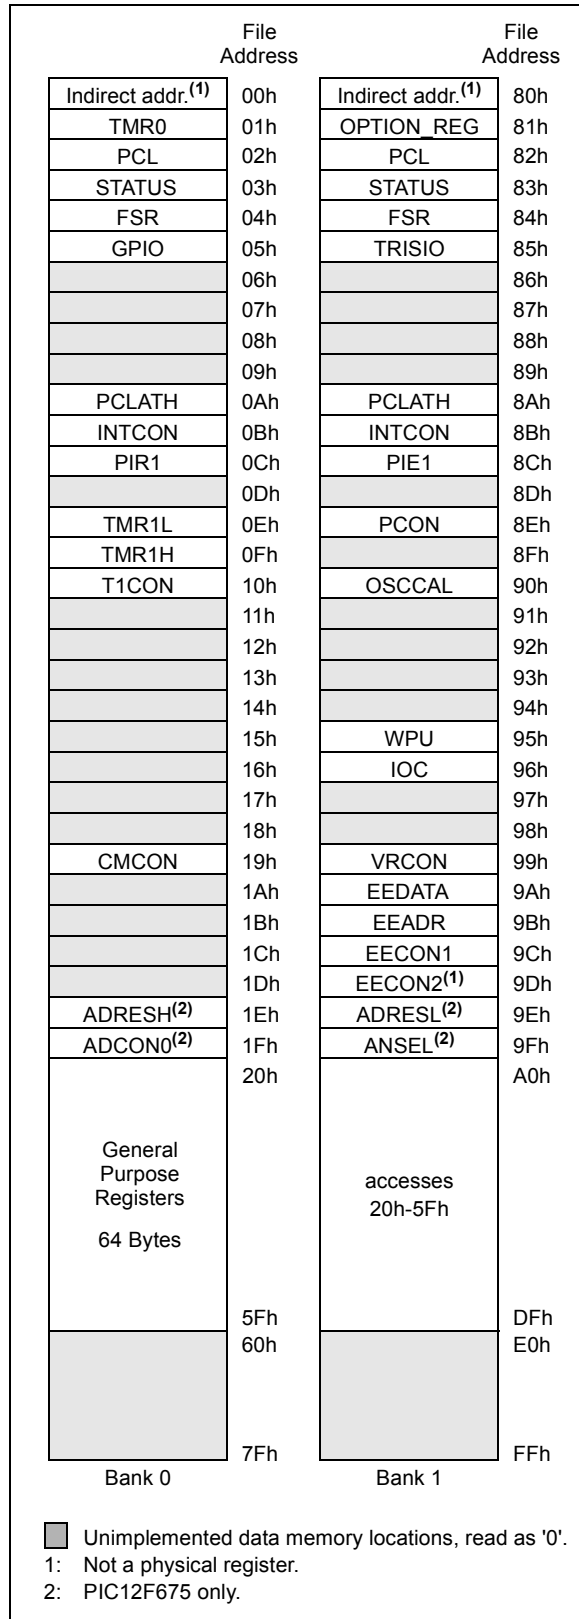 File Address File Address
Indirect addr.(1) 00h Indirect addr.(1) 80h
TMR0 01h OPTION_REG 81h
PCL 02h PCL 82h
STATUS 03h STATUS 83h
FSR 04h FSR 84h
GPIO 05h TRISIO 85h
06h 86h
07h 87h
08h 88h
09h 89h
PCLATH 0Ah PCLATH 8Ah
INTCON 0Bh INTCON 8Bh
PIR1 0Ch PIE1 8Ch
0Dh 8Dh
TMR1L 0Eh PCON 8Eh
TMR1H 0Fh 8Fh
T1CON 10h OSCCAL 90h
11h 91h
12h 92h
13h 93h
14h 94h
15h WPU 95h
16h IOC 96h
17h 97h
18h 98h
CMCON 19h VRCON 99h
1Ah EEDATA 9Ah
1Bh EEADR 9Bh
1Ch EECON1 9Ch
1Dh EECON2(1) 9Dh
ADRESH(2) 1Eh ADRESL(2) 9Eh
ADCON0(2) 1Fh ANSEL(2) 9Fh
20h A0h
General
Purpose
Registers
64 Bytes
accesses
20h-5Fh
5Fh DFh
60h E0h
7Fh FFh
Bank 0 Bank 1
Unimplemented data memory locations, read as '0'.
1: Not a physical register.
2: PIC12F675 only.